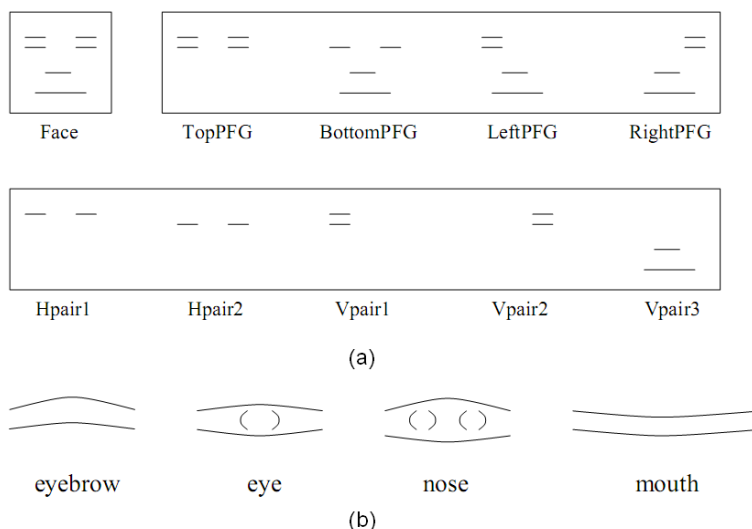 Face TopPFG BottomPFG LeftPFG RightPFG
Hpair1 Hpair2 Vpair1 Vpair2 Vpair3
(a)
eyebrow eye nose mouth
(b)